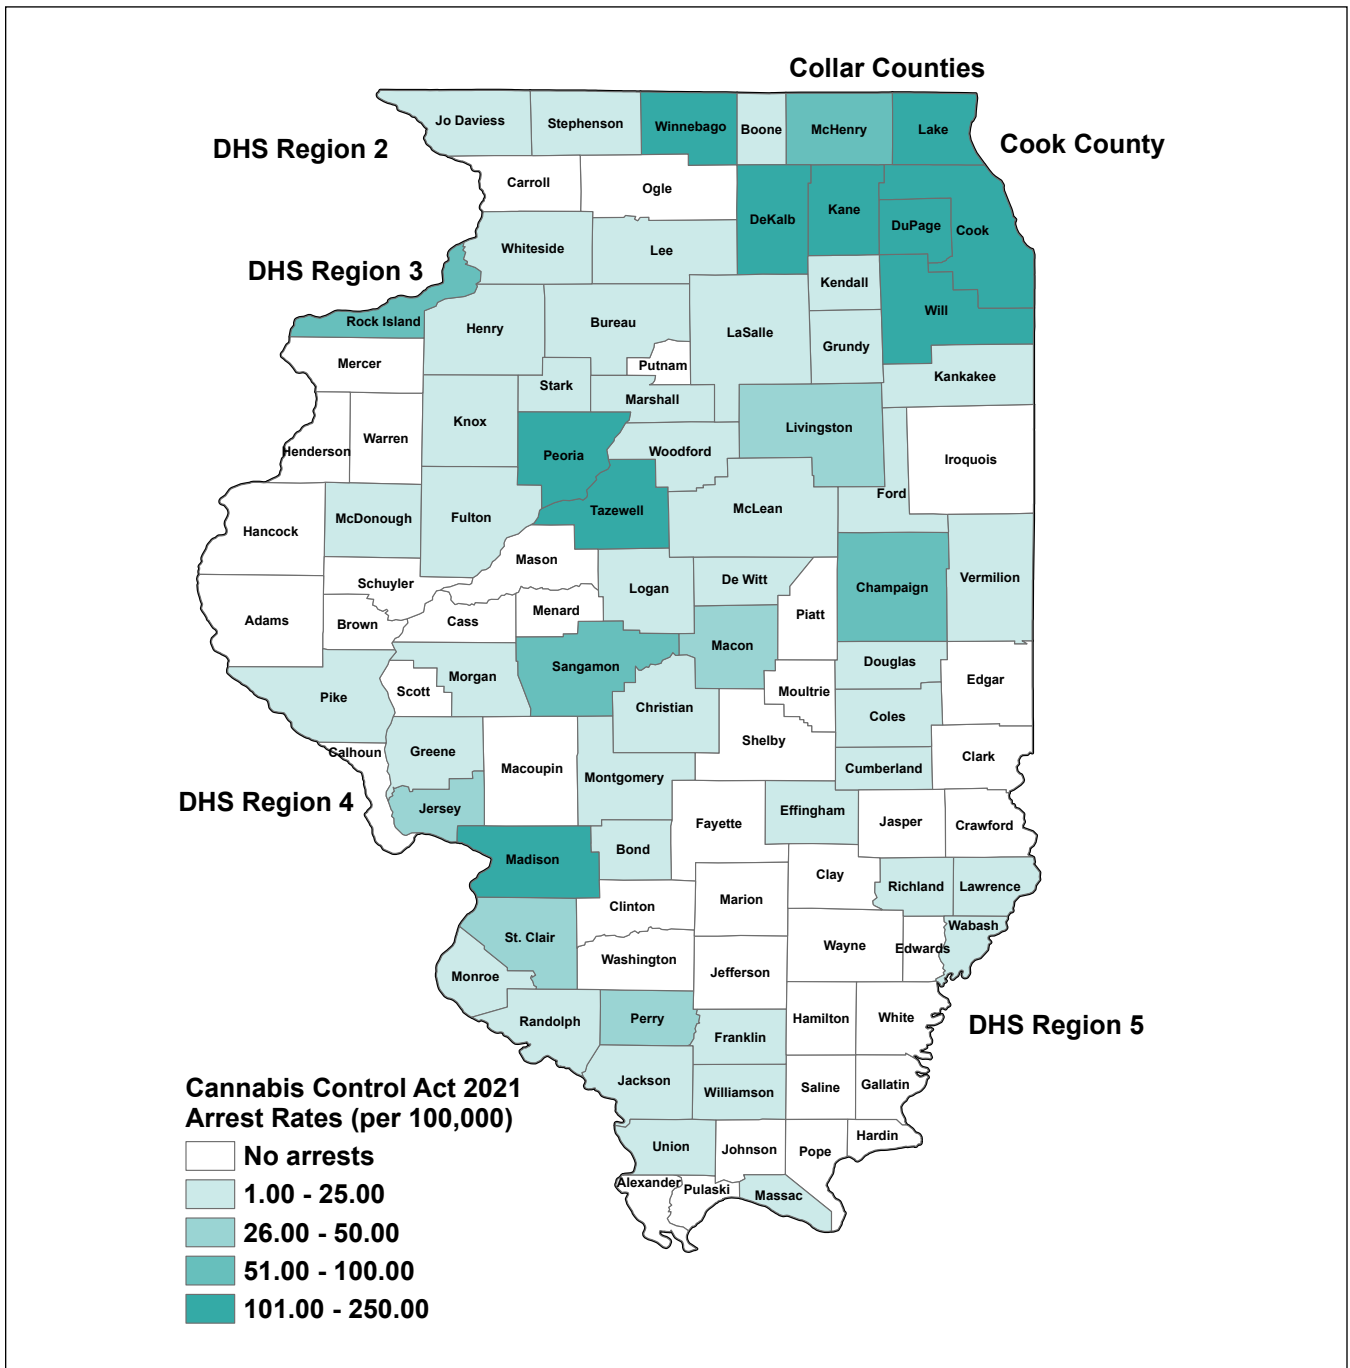 Collar Counties
DHS Region 2
Cook County
Jo Daviess
Stephenson
Winnebago
Boone
McHenry
Lake
Carroll
Ogle
DeKalb
Kane
DuPage
Cook
Whiteside
Lee
DHS Region 3
Kendall
Rock Island
Henry
Bureau
LaSalle
Will
Grundy
Mercer
Putnam
Kankakee
Stark
Marshall
Knox
Livingston
Henderson
Warren
Peoria
Woodford
Iroquois
Ford
McLean
Tazewell
Hancock
McDonough
Fulton
Mason
Schuyler
Logan
De Witt
Champaign
Vermilion
Adams
Brown
Cass
Menard
Piatt
Macon
Sangamon
Douglas
Edgar
Pike
Scott
Morgan
Christian
Moultrie
Coles
Calhoun
Greene
Macoupin
Montgomery
Shelby
Cumberland
Clark
DHS Region 4
Jersey
Fayette
Effingham
Jasper
Crawford
Madison
Bond
Clay
Richland
Lawrence
Clinton
Marion
Wabash
St. Clair
Washington
Wayne
Edwards
Monroe
Jefferson
Randolph
Perry
Hamilton
White
DHS Region 5
Franklin
Jackson
Williamson
Saline
Gallatin
Union
Johnson
Pope
Hardin
Alexander
Pulaski
Massac
Cannabis Control Act 2021
Arrest Rates (per 100,000)
No arrests
1.00 - 25.00
26.00 - 50.00
51.00 - 100.00
101.00 - 250.00